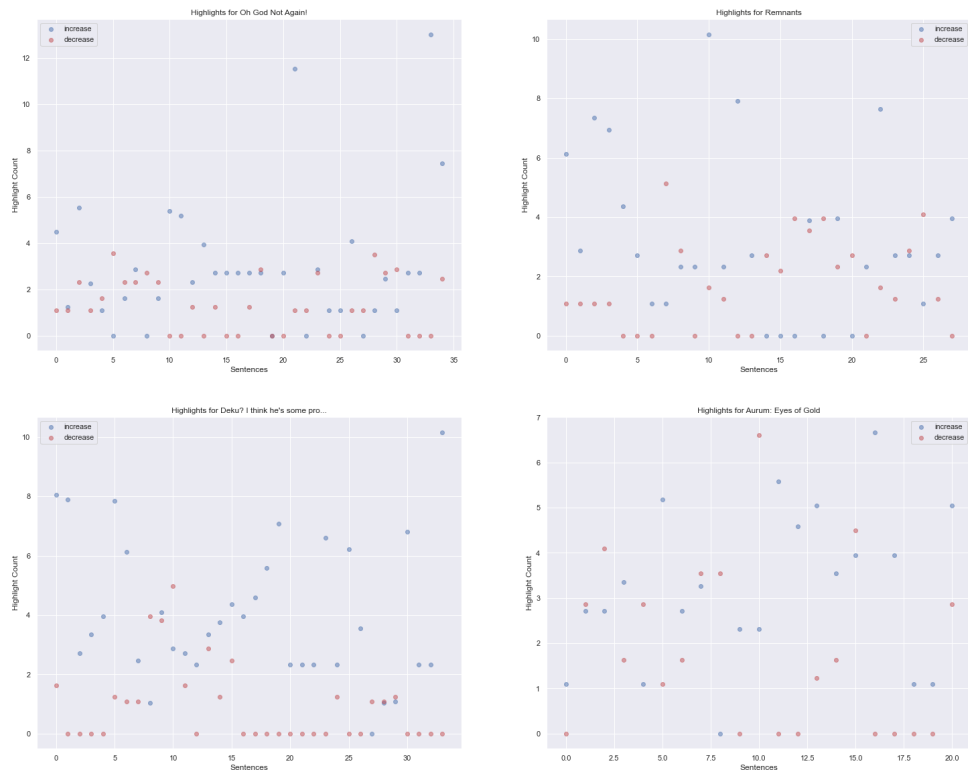 Highlights for Oh God Not Again!
increase
decrease
12
10
8
6
4
2
0
Highlight Count
0 5 10 15 20 25 30 35
Sentences
Highlights for Remnants
increase
decrease
10
8
6
4
2
0
Highlight Count
0 5 10 15 20 25
Sentences
Highlights for Deku? I think he's some pro...
increase
decrease
10
8
6
4
2
0
Highlight Count
0 5 10 15 20 25 30
Sentences
Highlights for Aurum: Eyes of Gold
increase
decrease
7
6
5
4
3
2
1
0
Highlight Count
0.0 2.5 5.0 7.5 10.0 12.5 15.0 17.5 20.0
Sentences